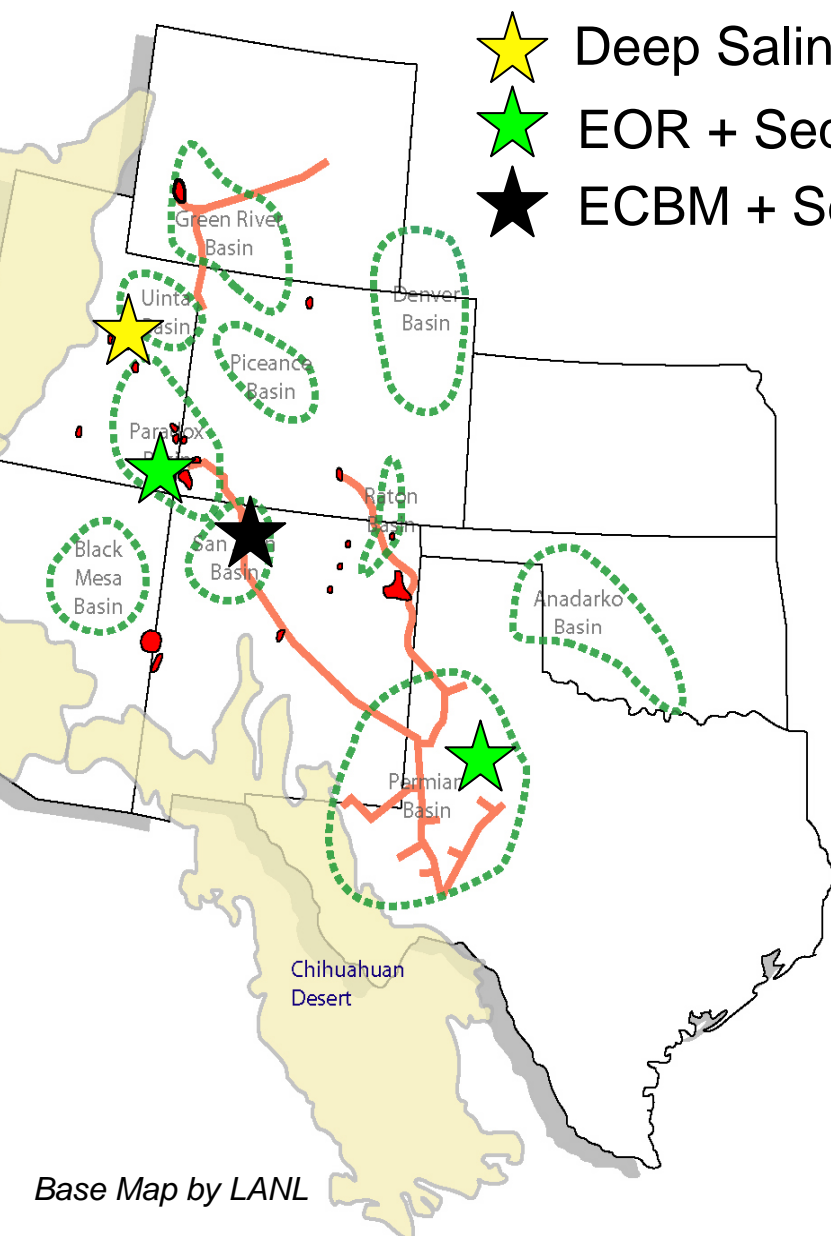 Deep Salin
EOR + Sec
ECBM + Se
Green River
Basin
Uinta
Basin
Denver
Basin
Piceance
Basin
Paradox
Raton
Basin
San
Basin
Black
Mesa
Basin
Anadarko
Basin
Permian
Basin
Chihuahuan
Desert
Base Map by LANL